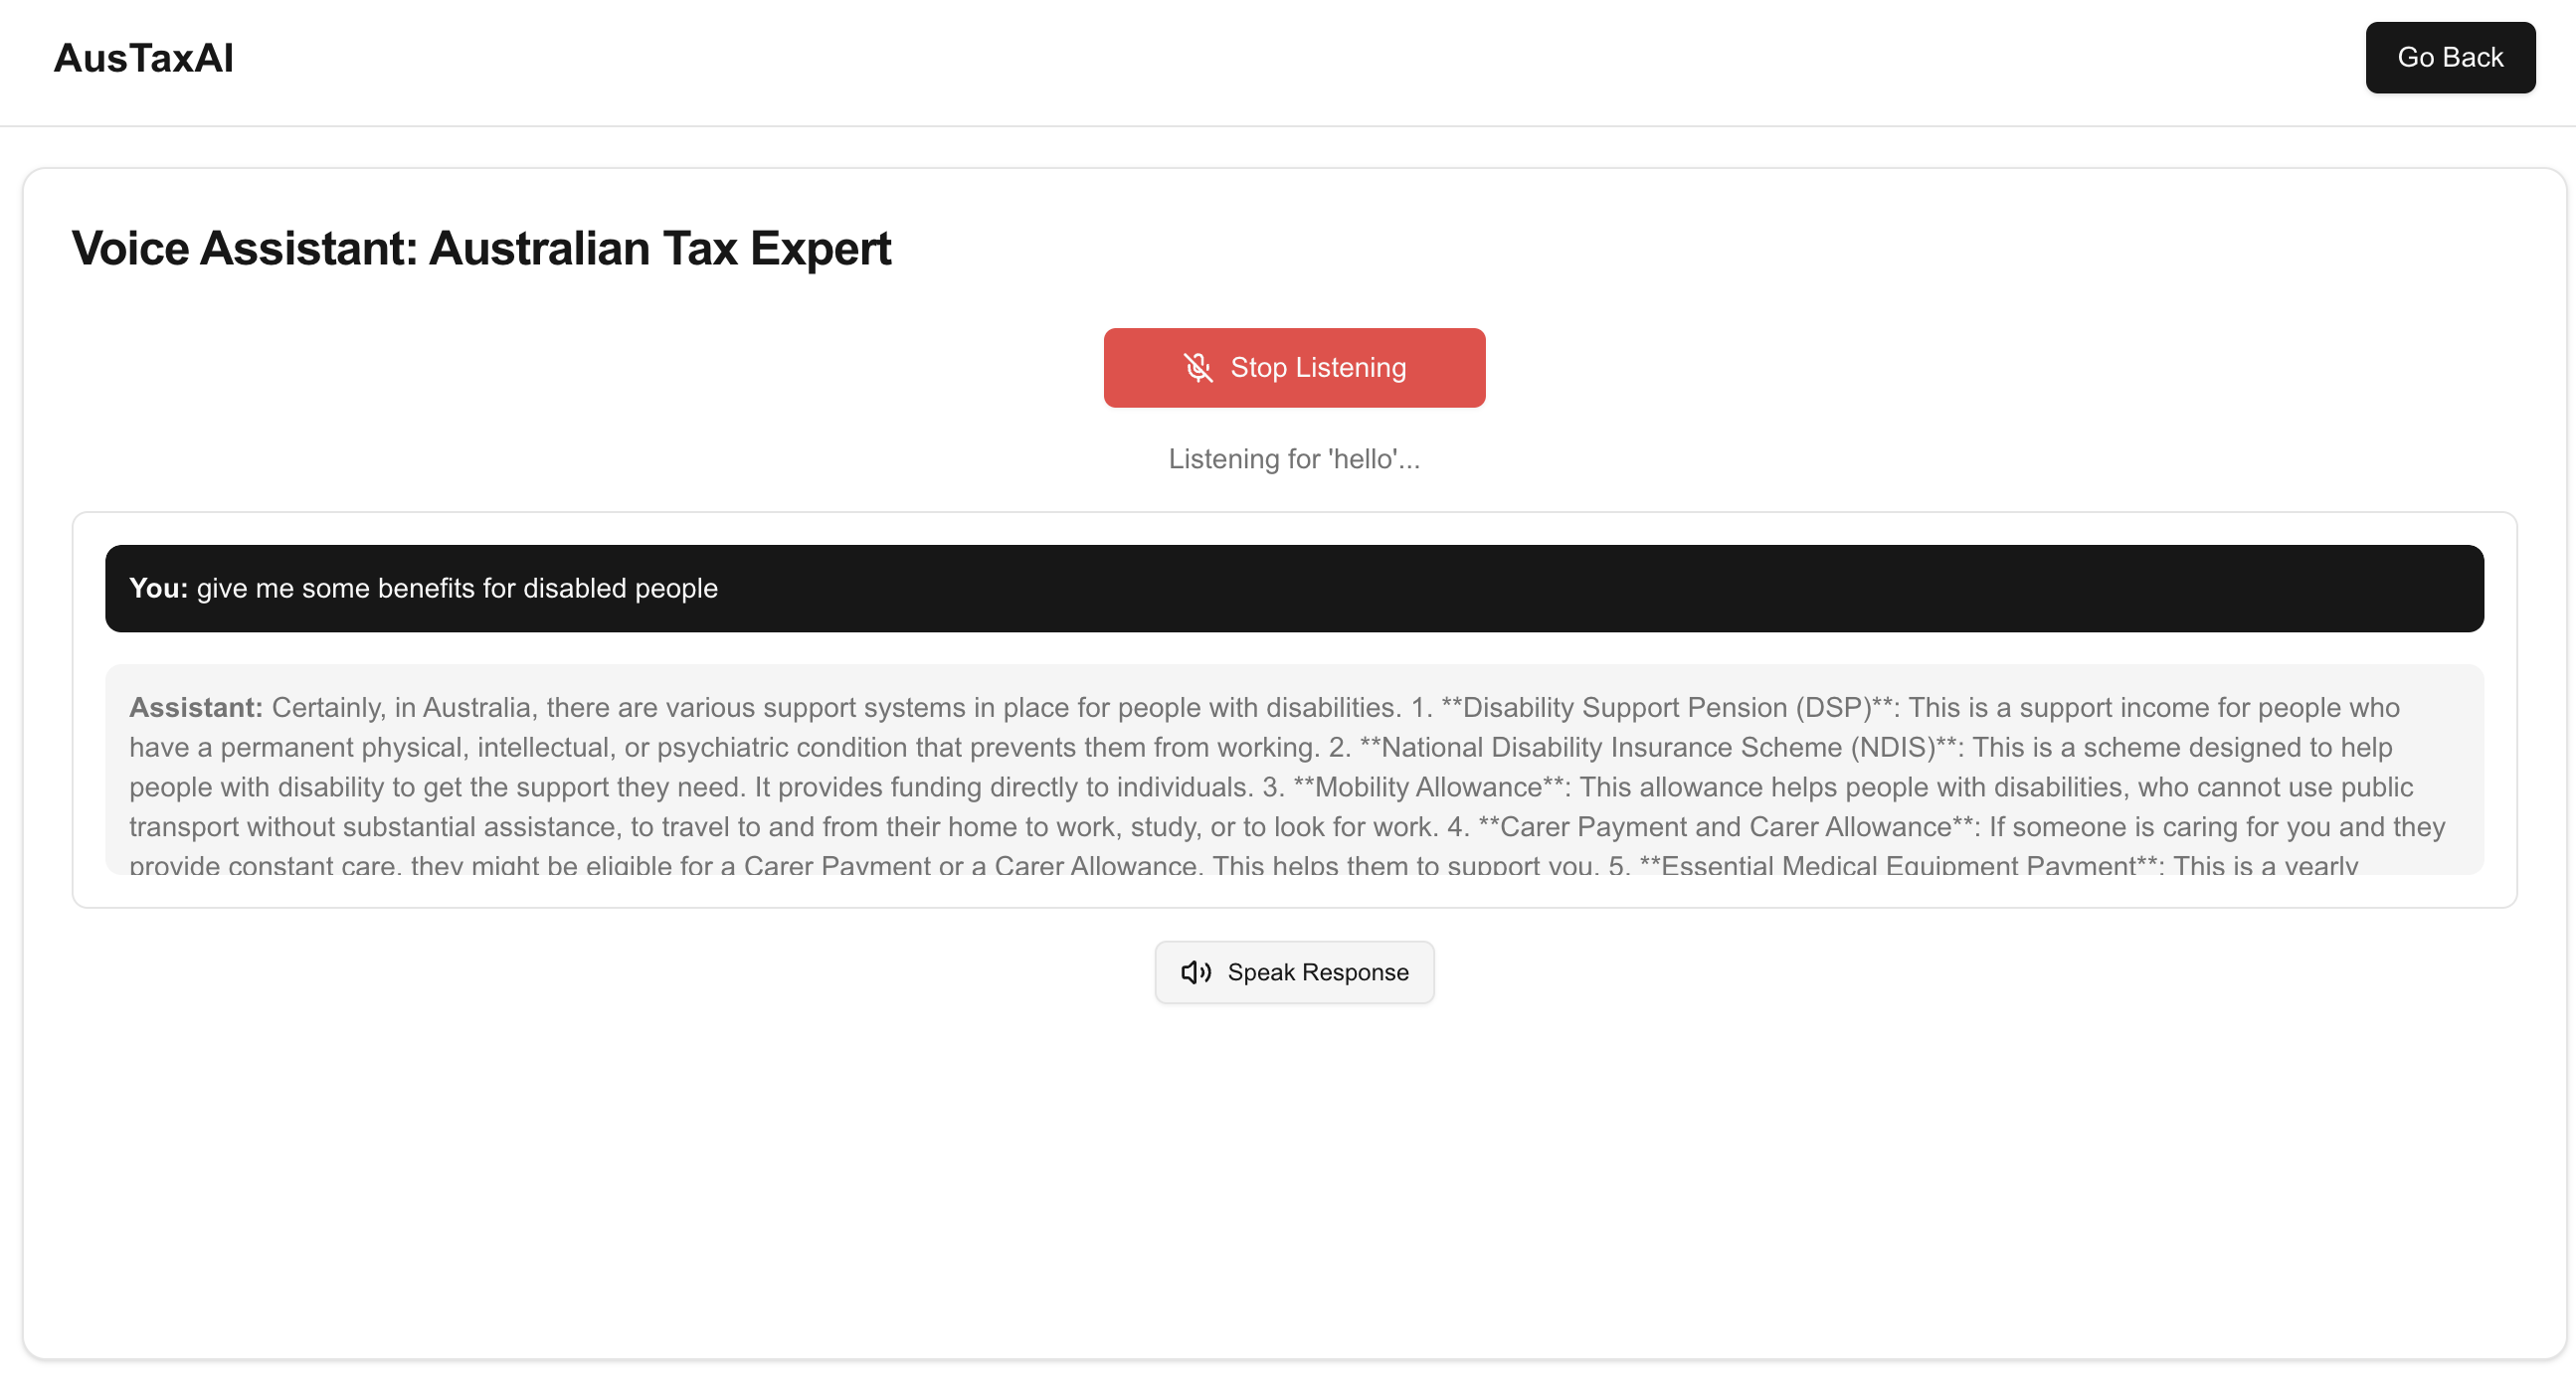 AusTaxAI
Go Back
Voice Assistant: Australian Tax Expert
Stop Listening
Listening for 'hello'...
You: give me some benefits for disabled people
Assistant: Certainly, in Australia, there are various support systems in place for people with disabilities. 1. **Disability Support Pension (DSP)**: This is a support income for people who
have a permanent physical, intellectual, or psychiatric condition that prevents them from working. 2. **National Disability Insurance Scheme (NDIS)**: This is a scheme designed to help
people with disability to get the support they need. It provides funding directly to individuals. 3. **Mobility Allowance**: This allowance helps people with disabilities, who cannot use public
transport without substantial assistance, to travel to and from their home to work, study, or to look for work. 4. **Carer Payment and Carer Allowance**: If someone is caring for you and they
provide constant care, they might be eligible for a Carer Payment or a Carer Allowance. This helps them to support you. 5. **Essential Medical Equipment Payment**: This is a yearly
Speak Response